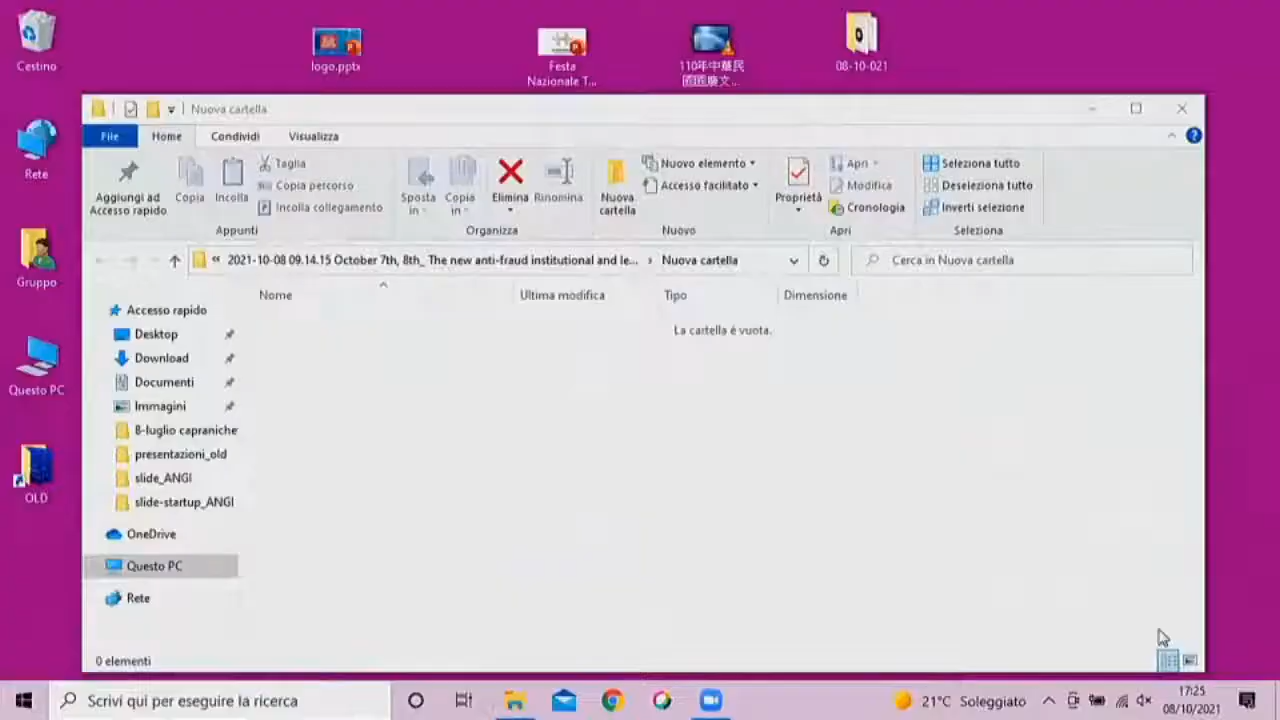 Cestino
logo.pptx
Festa
Nazionale T...
110年中華民
08-10-021
Rete
Gruppo
Questo PC
OLD
Nuova cartella
File
Home
Condividi
Visualizza
Aggiungi ad
Accesso rapido
Copia
Incolla
Taglia
Copia percorso
Incolla collegamento
Appunti
Sposta
in
Copia
in
Elimina
Rinomina
Organizza
Nuova
cartella
Nuovo elemento
Accesso facilitato
Nuovo
Proprietà
Apri
Modifica
Cronologia
Apri
Seleziona tutto
Deseleziona tutto
Inverti selezione
Seleziona
« 2021-10-08 09.14.15 October 7th, 8th_ The new anti-fraud institutional and le... › Nuova cartella
Cerca in Nuova cartella
Nome
Ultima modifica
Tipo
Dimensione
La cartella è vuota.
Accesso rapido
Desktop
Download
Documenti
Immagini
8-luglio capraniche
presentazioni_old
slide_ANGI
slide-startup_ANGI
OneDrive
Questo PC
Rete
0 elementi
Scrivi qui per eseguire la ricerca
21°C Soleggiato
17:25
08/10/2021